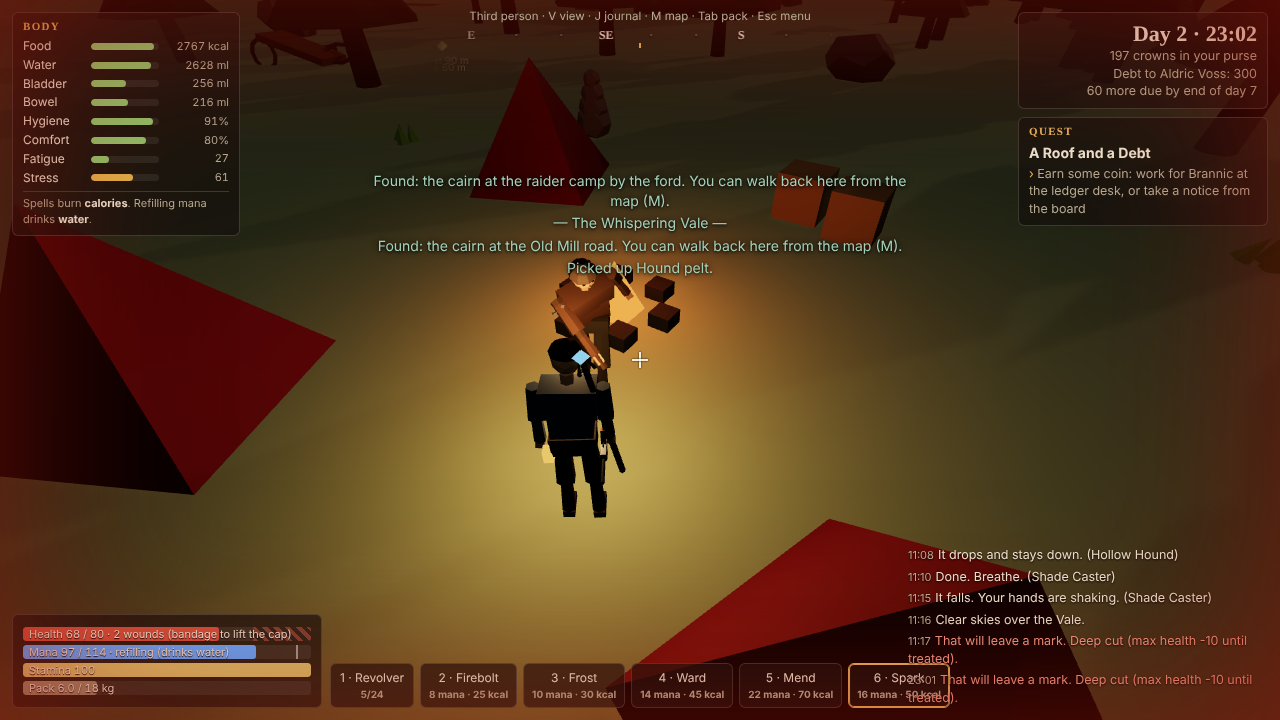 BODY
Food 2767 kcal
Water 2628 ml
Bladder 256 ml
Bowel 216 ml
Hygiene 91%
Comfort 80%
Fatigue 27
Stress 61
Spells burn calories. Refilling mana
drinks water.
Third person · V view · J journal · M map · Tab pack · Esc menu
E SE S
60 m
Day 2 · 23:02
197 crowns in your purse
Debt to Aldric Voss: 300
60 more due by end of day 7
QUEST
A Roof and a Debt
› Earn some coin: work for Brannic at
the ledger desk, or take a notice from
the board
Found: the cairn at the raider camp by the ford. You can walk back here from the
map (M).
— The Whispering Vale —
Found: the cairn at the Old Mill road. You can walk back here from the map (M).
Picked up Hound pelt.
11:08 It drops and stays down. (Hollow Hound)
11:10 Done. Breathe. (Shade Caster)
11:15 It falls. Your hands are shaking. (Shade Caster)
11:16 Clear skies over the Vale.
11:17 That will leave a mark. Deep cut (max health -10 until
treated).
That will leave a mark. Deep cut (max health -10 until
treated).
Health 68 / 80 · 2 wounds (bandage to lift the cap)
Mana 97 / 114 · refilling (drinks water)
Stamina 100
Pack 6.0 / 18 kg
1 · Revolver
5/24
2 · Firebolt
8 mana · 25 kcal
3 · Frost
10 mana · 30 kcal
4 · Ward
14 mana · 45 kcal
5 · Mend
22 mana · 70 kcal
6 · Spark
16 mana · 50 kcal